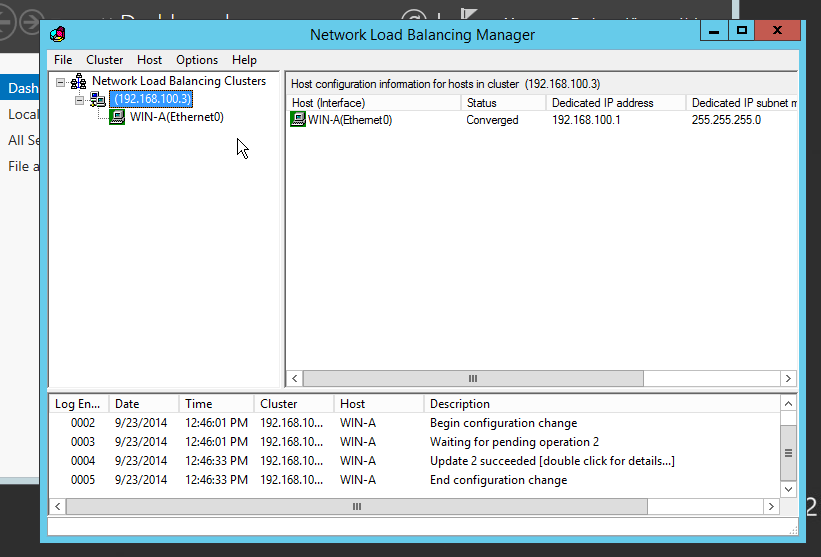 Network Load Balancing Manager
File Cluster Host Options Help
Dash
Local
All Se
File a
Network Load Balancing Clusters
(192.168.100.3)
WIN-A(Ethernet0)
Host configuration information for hosts in cluster (192.168.100.3)
Host (Interface) Status Dedicated IP address Dedicated IP subnet m
WIN-A(Ethernet0) Converged 192.168.100.1 255.255.255.0
Log En... Date Time Cluster Host Description
0002 9/23/2014 12:46:01 PM 192.168.10... WIN-A Begin configuration change
0003 9/23/2014 12:46:01 PM 192.168.10... WIN-A Waiting for pending operation 2
0004 9/23/2014 12:46:33 PM 192.168.10... WIN-A Update 2 succeeded [double click for details...]
0005 9/23/2014 12:46:33 PM 192.168.10... WIN-A End configuration change
2